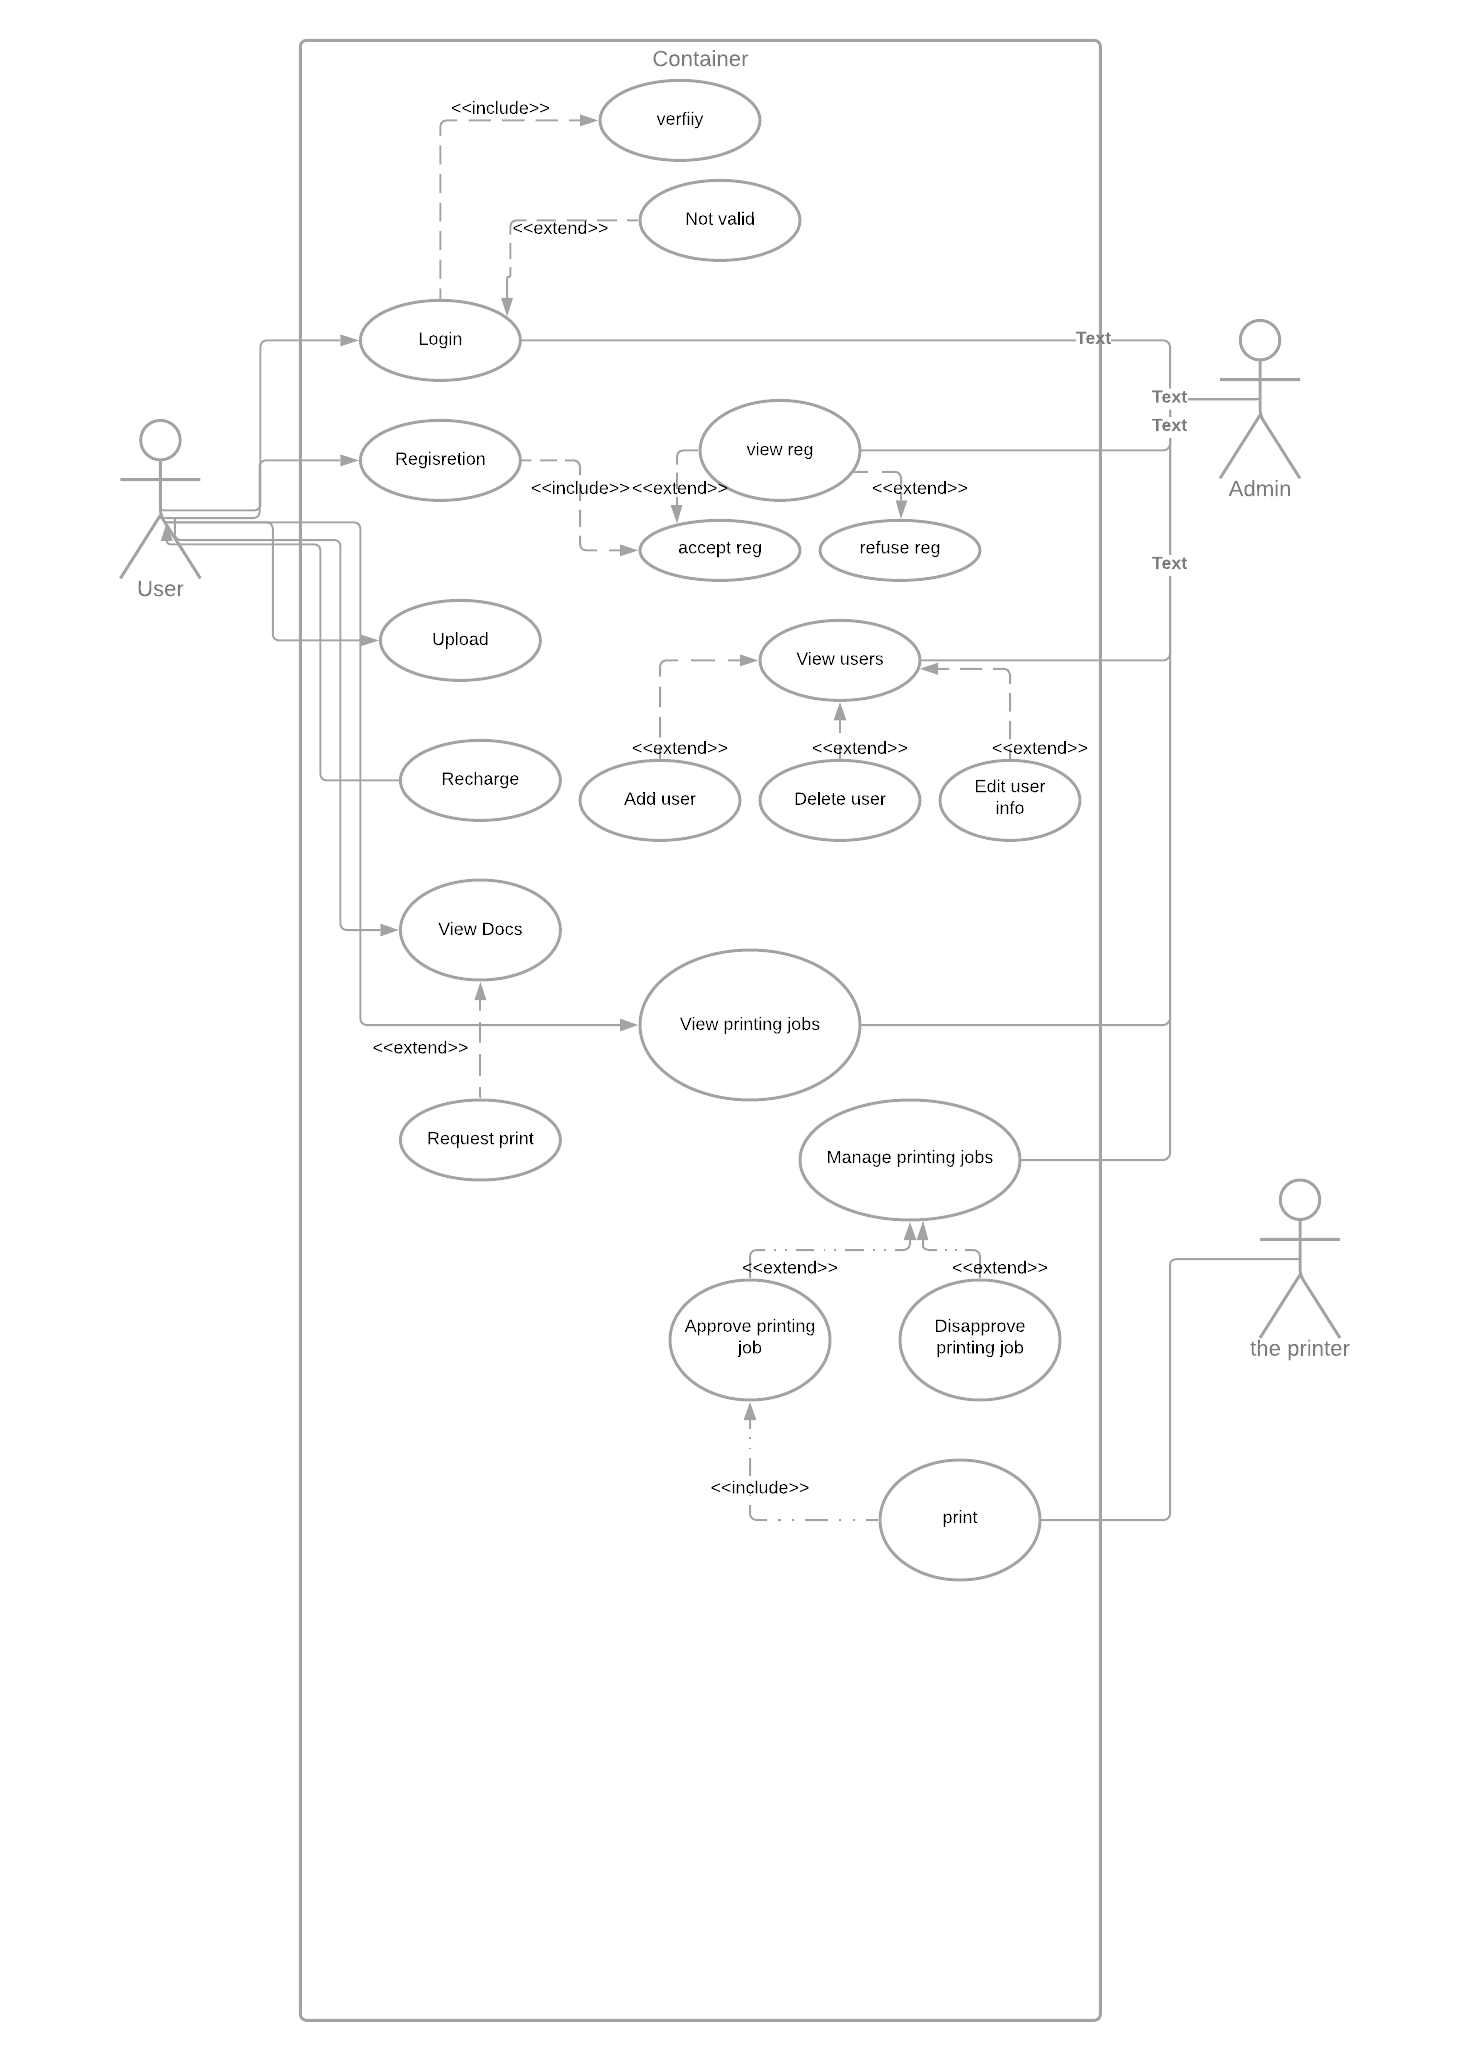 Container
<<include>>
verfiiy
Not valid
<<extend>>
Login
Text
Text
Text
Regisretion
view reg
<<include>>
<<extend>>
<<extend>>
Admin
accept reg
refuse reg
Text
User
Upload
View users
<<extend>>
<<extend>>
<<extend>>
Recharge
Add user
Delete user
Edit user
info
View Docs
View printing jobs
<<extend>>
Request print
Manage printing jobs
<<extend>>
<<extend>>
Approve printing
job
Disapprove
printing job
the printer
<<include>>
print